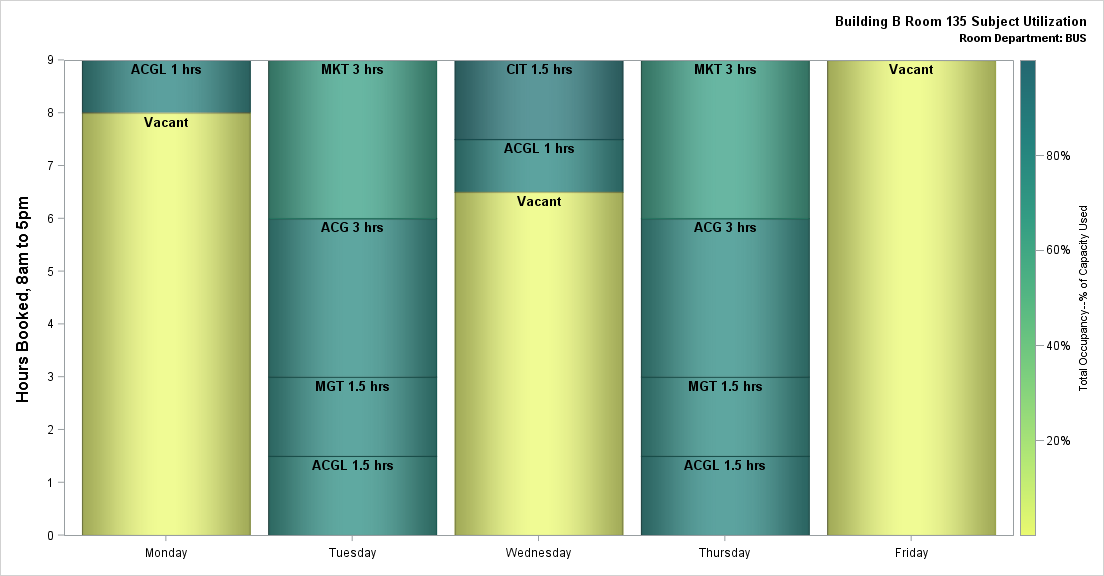 Building B Room 135 Subject Utilization
Room Department: BUS
Hours Booked, 8am to 5pm
9
8
7
6
5
4
3
2
1
0
ACGL 1 hrs
Vacant
MKT 3 hrs
ACG 3 hrs
MGT 1.5 hrs
ACGL 1.5 hrs
CIT 1.5 hrs
ACGL 1 hrs
Vacant
MKT 3 hrs
ACG 3 hrs
MGT 1.5 hrs
ACGL 1.5 hrs
Vacant
Monday
Tuesday
Wednesday
Thursday
Friday
80%
60%
40%
20%
Total Occupancy--% of Capacity Used